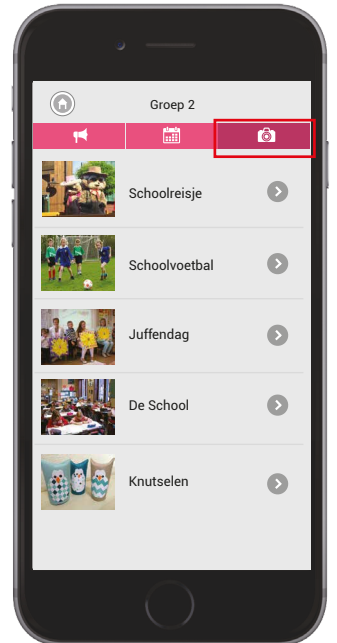 Groep 2
Schoolreisje
Schoolvoetbal
Juffendag
De School
Knutselen